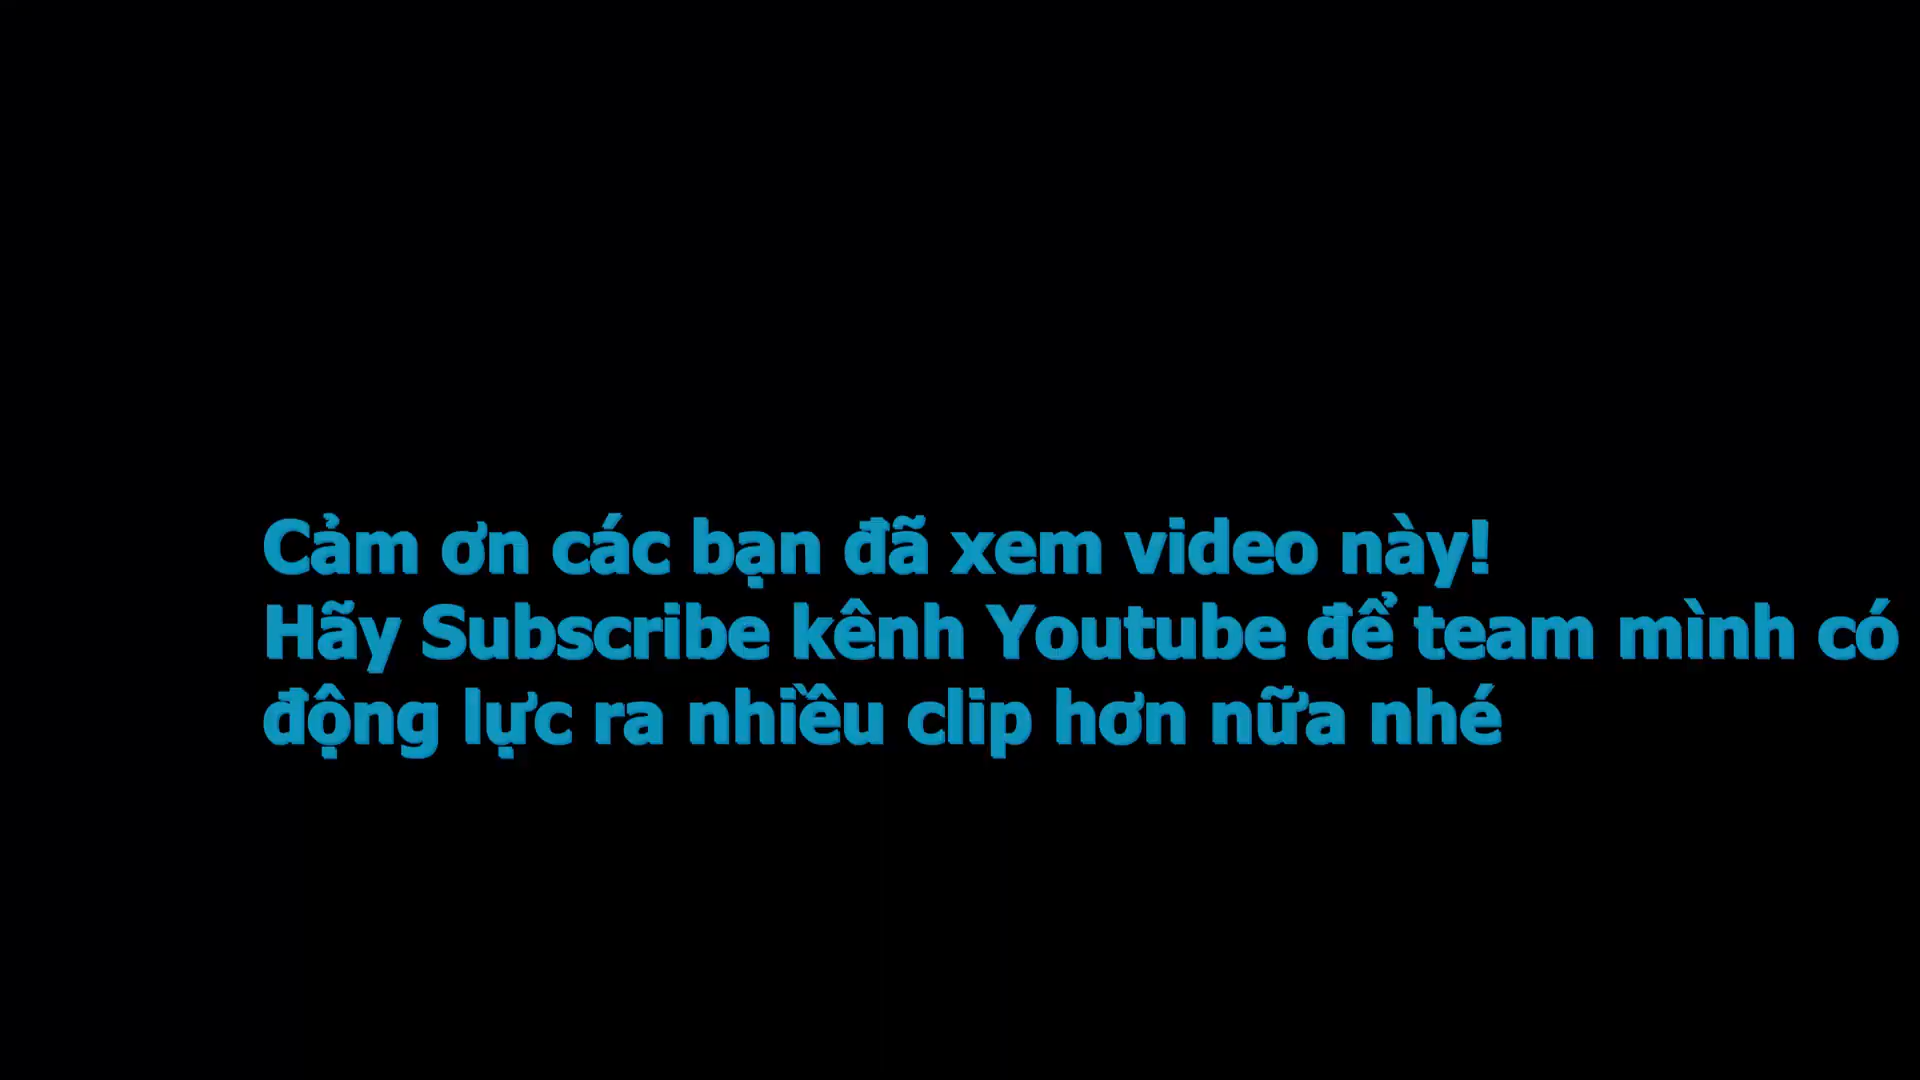 Cảm ơn các bạn đã xem video này!
Hãy Subscribe kênh Youtube để team mình có
động lực ra nhiều clip hơn nữa nhé